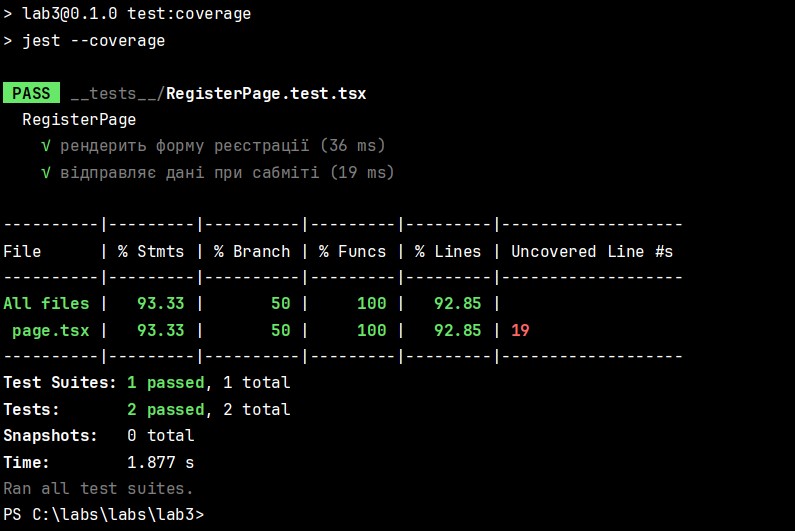 > lab3@0.1.0 test:coverage
> jest --coverage
PASS __tests__/RegisterPage.test.tsx
RegisterPage
√ рендерить форму реєстрації (36 ms)
√ відправляє дані при сабміті (19 ms)
----------|---------|----------|---------|---------|-------------------
File      | % Stmts | % Branch | % Funcs | % Lines | Uncovered Line #s
----------|---------|----------|---------|---------|-------------------
All files |   93.33 |       50 |     100 |   92.85 |
 page.tsx |   93.33 |       50 |     100 |   92.85 | 19
----------|---------|----------|---------|---------|-------------------
Test Suites: 1 passed, 1 total
Tests:       2 passed, 2 total
Snapshots:   0 total
Time:        1.877 s
Ran all test suites.
PS C:\labs\labs\lab3>